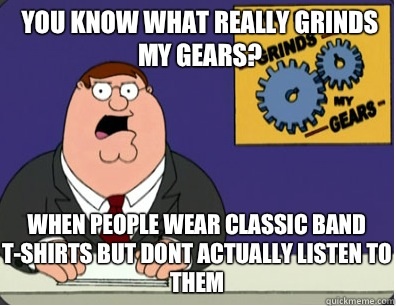 YOU KNOW WHAT REALLY GRINDS
MY GEARS?
GRINDS
MY
GEARS
WHEN PEOPLE WEAR CLASSIC BAND
T-SHIRTS BUT DONT ACTUALLY LISTEN TO
THEM
quickmeme.com